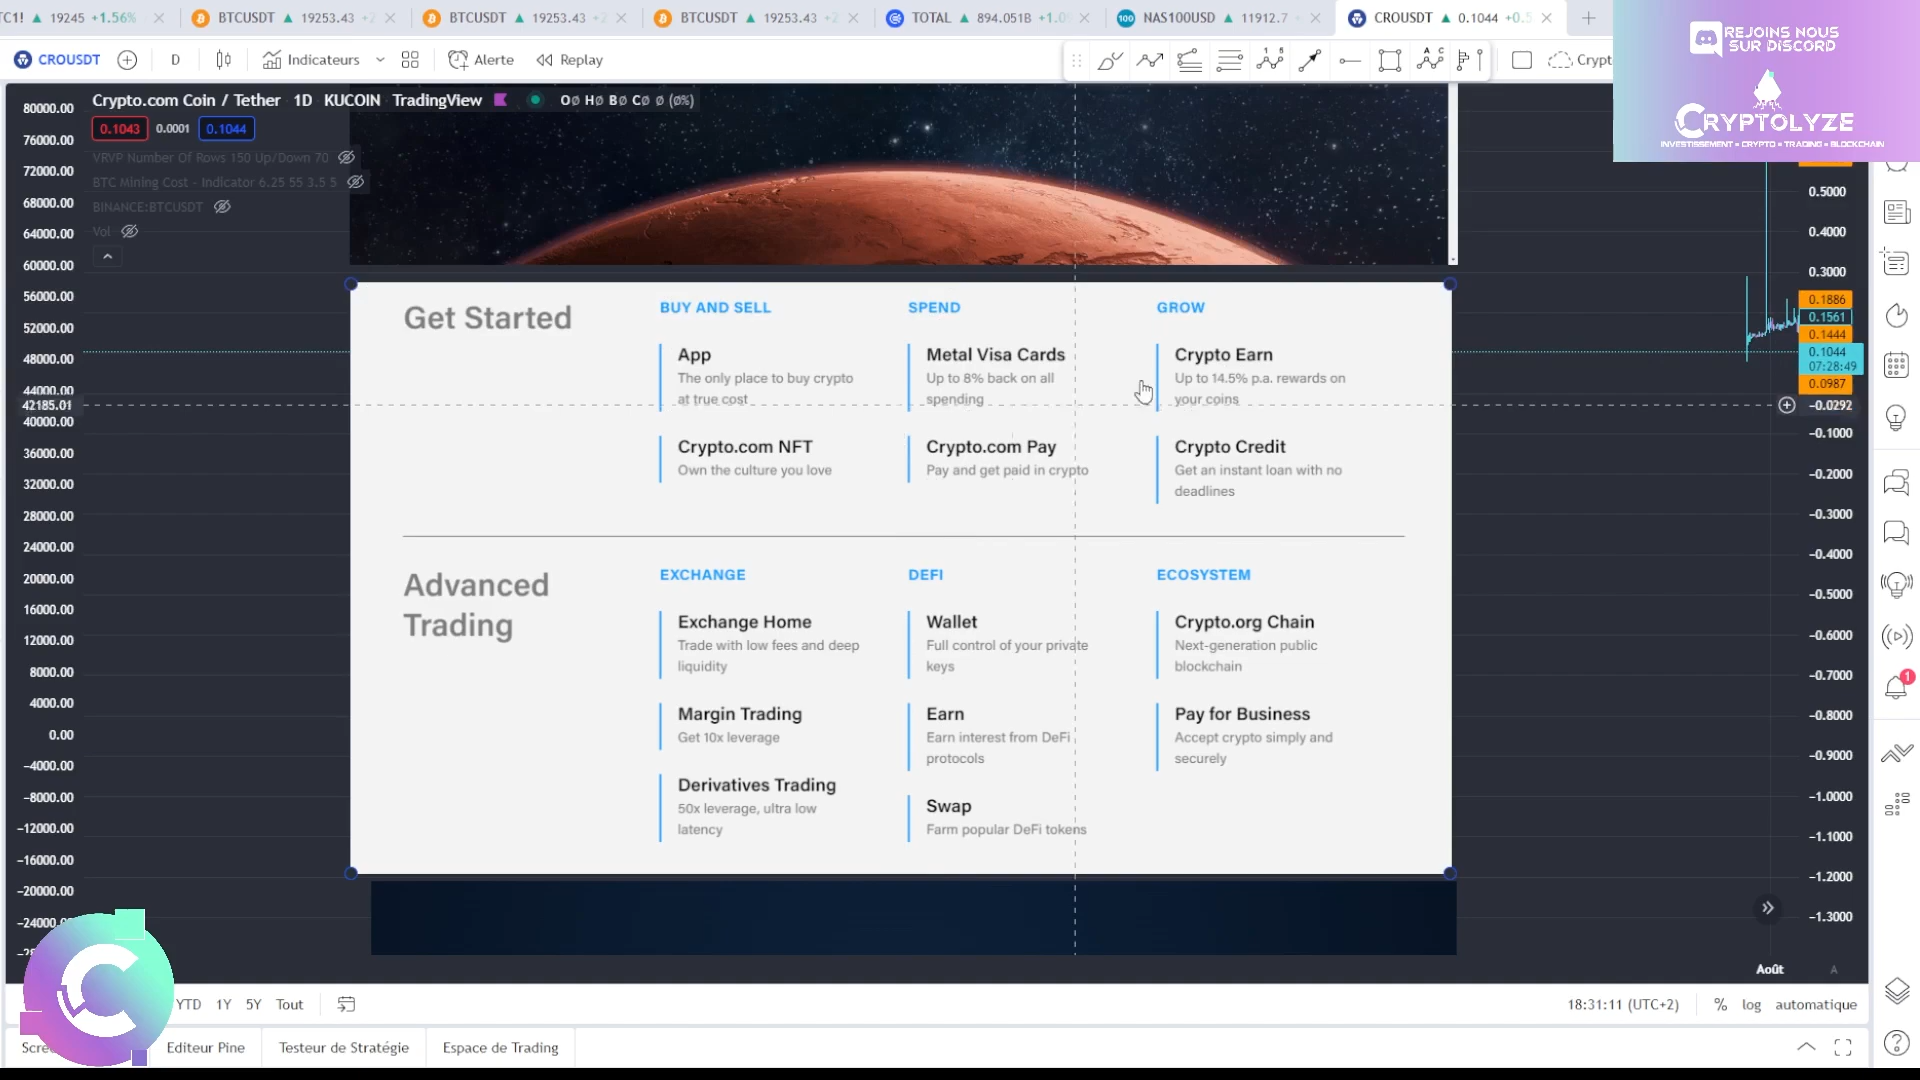 TC1! 19245 +1.56%
BTCUSDT 19253.43
BTCUSDT 19253.43
BTCUSDT 19253.43
TOTAL 894.051B +1.0
NAS100USD 11912.7
CROUSDT 0.1044 +0.5
REJOINS NOUS
SUR DISCORD
CRYPTOLYZE
INVESTISSEMENT • CRYPTO • TRADING • BLOCKCHAIN
CROUSDT
D
Indicateurs
Alerte
Replay
Crypt
Crypto.com Coin / Tether 1D KUCOIN TradingView
OØ HØ BØ CØ Ø (Ø%)
0.1043 0.0001 0.1044
VRVP Number Of Rows 150 Up/Down 70
BTC Mining Cost - Indicator 6.25 55 3.5 5
BINANCE:BTCUSDT
Vol
80000.00
76000.00
72000.00
68000.00
64000.00
60000.00
56000.00
52000.00
48000.00
44000.00
42185.01
40000.00
36000.00
32000.00
28000.00
24000.00
20000.00
16000.00
12000.00
8000.00
4000.00
0.00
−4000.00
−8000.00
−12000.00
−16000.00
−20000.00
−24000
Get Started
BUY AND SELL
App
The only place to buy crypto
at true cost
Crypto.com NFT
Own the culture you love
SPEND
Metal Visa Cards
Up to 8% back on all
spending
Crypto.com Pay
Pay and get paid in crypto
GROW
Crypto Earn
Up to 14.5% p.a. rewards on
your coins
Crypto Credit
Get an instant loan with no
deadlines
Advanced
Trading
EXCHANGE
Exchange Home
Trade with low fees and deep
liquidity
Margin Trading
Get 10x leverage
Derivatives Trading
50x leverage, ultra low
latency
DEFI
Wallet
Full control of your private
keys
Earn
Earn interest from DeFi
protocols
Swap
Farm popular DeFi tokens
ECOSYSTEM
Crypto.org Chain
Next-generation public
blockchain
Pay for Business
Accept crypto simply and
securely
0.5000
0.4000
0.3000
0.1886
0.1561
0.1444
0.1044
07:28:49
0.0987
−0.0292
−0.1000
−0.2000
−0.3000
−0.4000
−0.5000
−0.6000
−0.7000
−0.8000
−0.9000
−1.0000
−1.1000
−1.2000
−1.3000
1
Août
A
YTD 1Y 5Y Tout
18:31:11 (UTC+2)
% log automatique
Scre
Editeur Pine
Testeur de Stratégie
Espace de Trading